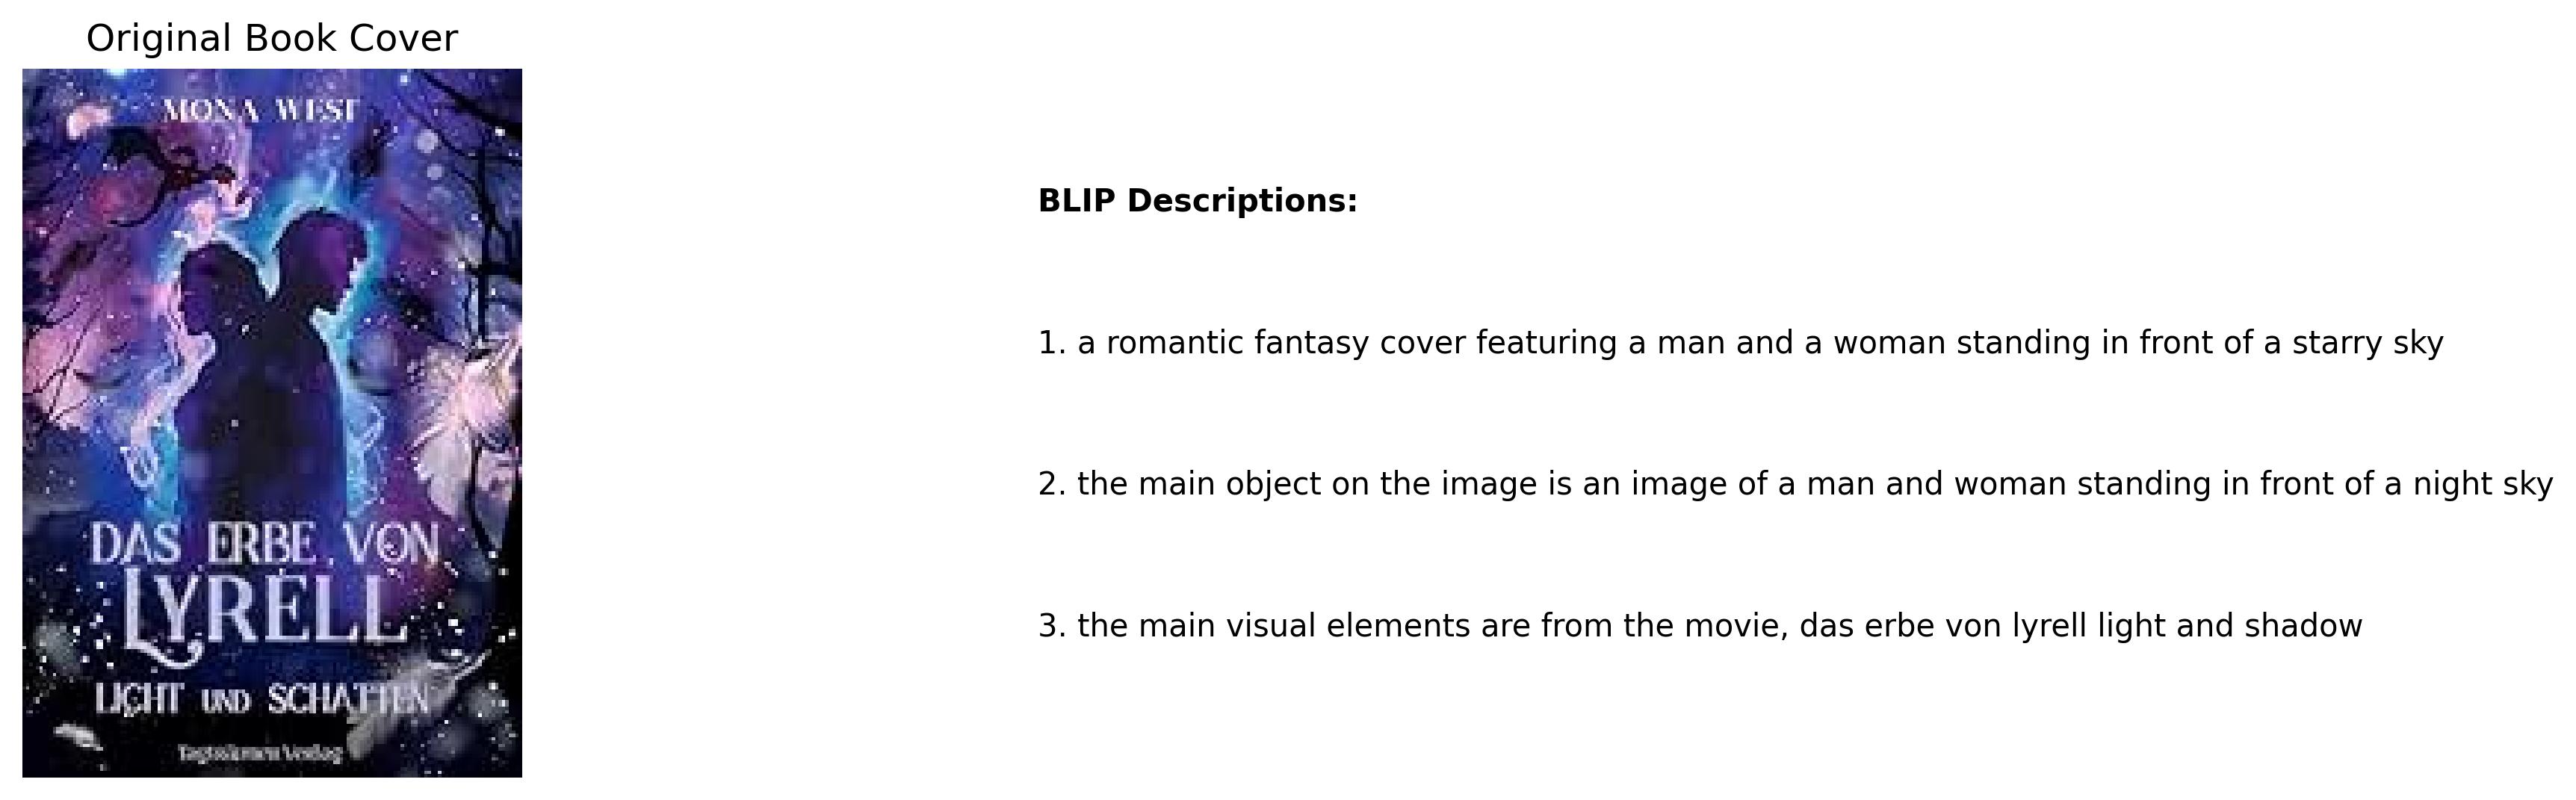 Original Book Cover
MONA WEST
DAS ERBE VON
LYRELL
LICHT UND SCHATTEN
Verlag
BLIP Descriptions:
1. a romantic fantasy cover featuring a man and a woman standing in front of a starry sky
2. the main object on the image is an image of a man and woman standing in front of a night sky
3. the main visual elements are from the movie, das erbe von lyrell light and shadow